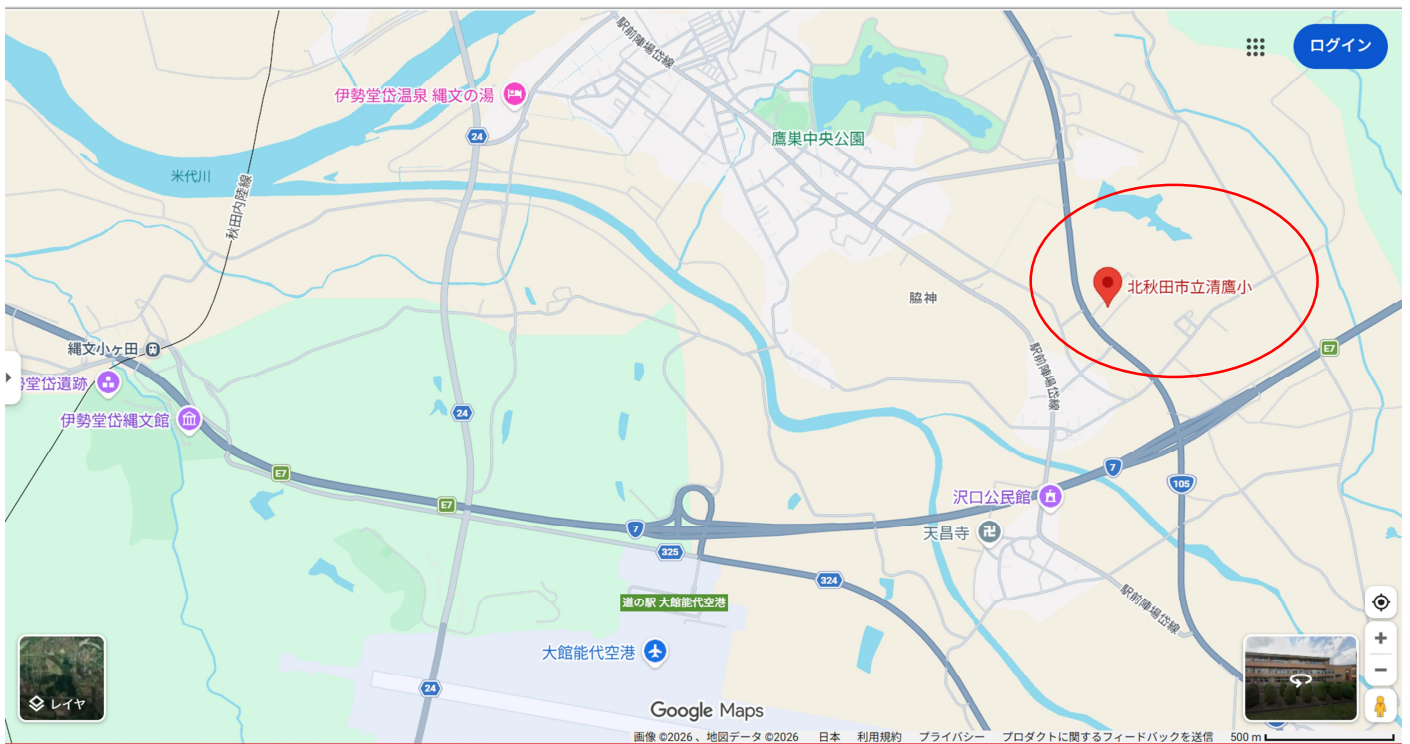 駅前陣場岱線
ログイン
伊勢堂岱温泉 縄文の湯
24
鷹巣中央公園
米代川
秋田内陸線
北秋田市立清鷹小
脇神
縄文小ヶ田
駅前陣場岱線
E7
堂岱遺跡
24
伊勢堂岱縄文館
E7
7
105
E7
沢口公民館
7
天昌寺
325
324
道の駅 大館能代空港
駅前陣場岱線
大館能代空港
24
レイヤ
Google Maps
画像 ©2026 、地図データ ©2026 日本 利用規約 プライバシー プロダクトに関するフィードバックを送信 500 m